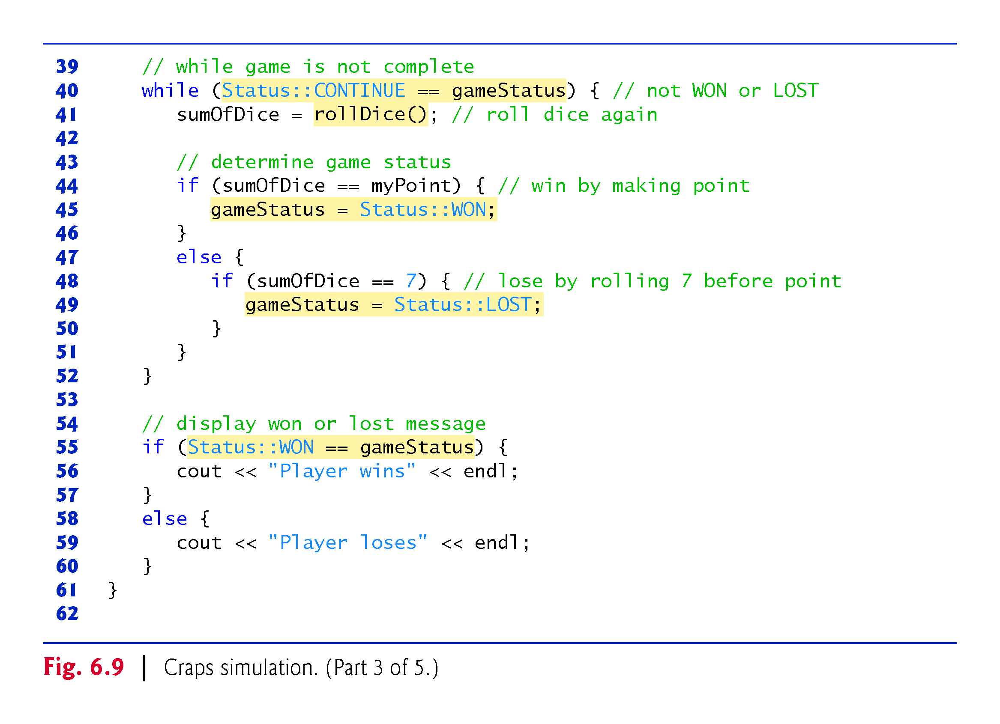 39 // while game is not complete
40 while (Status::CONTINUE == gameStatus) { // not WON or LOST
41 sumOfDice = rollDice(); // roll dice again
42
43 // determine game status
44 if (sumOfDice == myPoint) { // win by making point
45 gameStatus = Status::WON;
46 }
47 else {
48 if (sumOfDice == 7) { // lose by rolling 7 before point
49 gameStatus = Status::LOST;
50 }
51 }
52 }
53
54 // display won or lost message
55 if (Status::WON == gameStatus) {
56 cout << "Player wins" << endl;
57 }
58 else {
59 cout << "Player loses" << endl;
60 }
61 }
62
Fig. 6.9 | Craps simulation. (Part 3 of 5.)